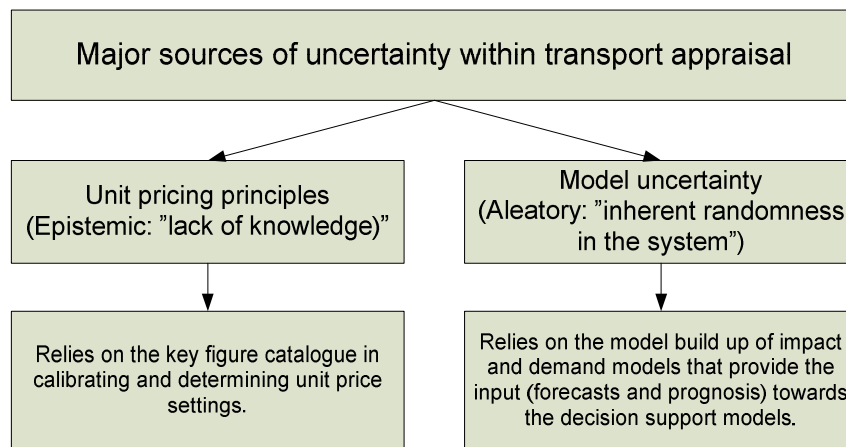 Major sources of uncertainty within transport appraisal
Unit pricing principles
(Epistemic: ”lack of knowledge)”
Model uncertainty
(Aleatory: ”inherent randomness
in the system”)
Relies on the key figure catalogue in
calibrating and determining unit price
settings.
Relies on the model build up of impact
and demand models that provide the
input (forecasts and prognosis) towards
the decision support models.